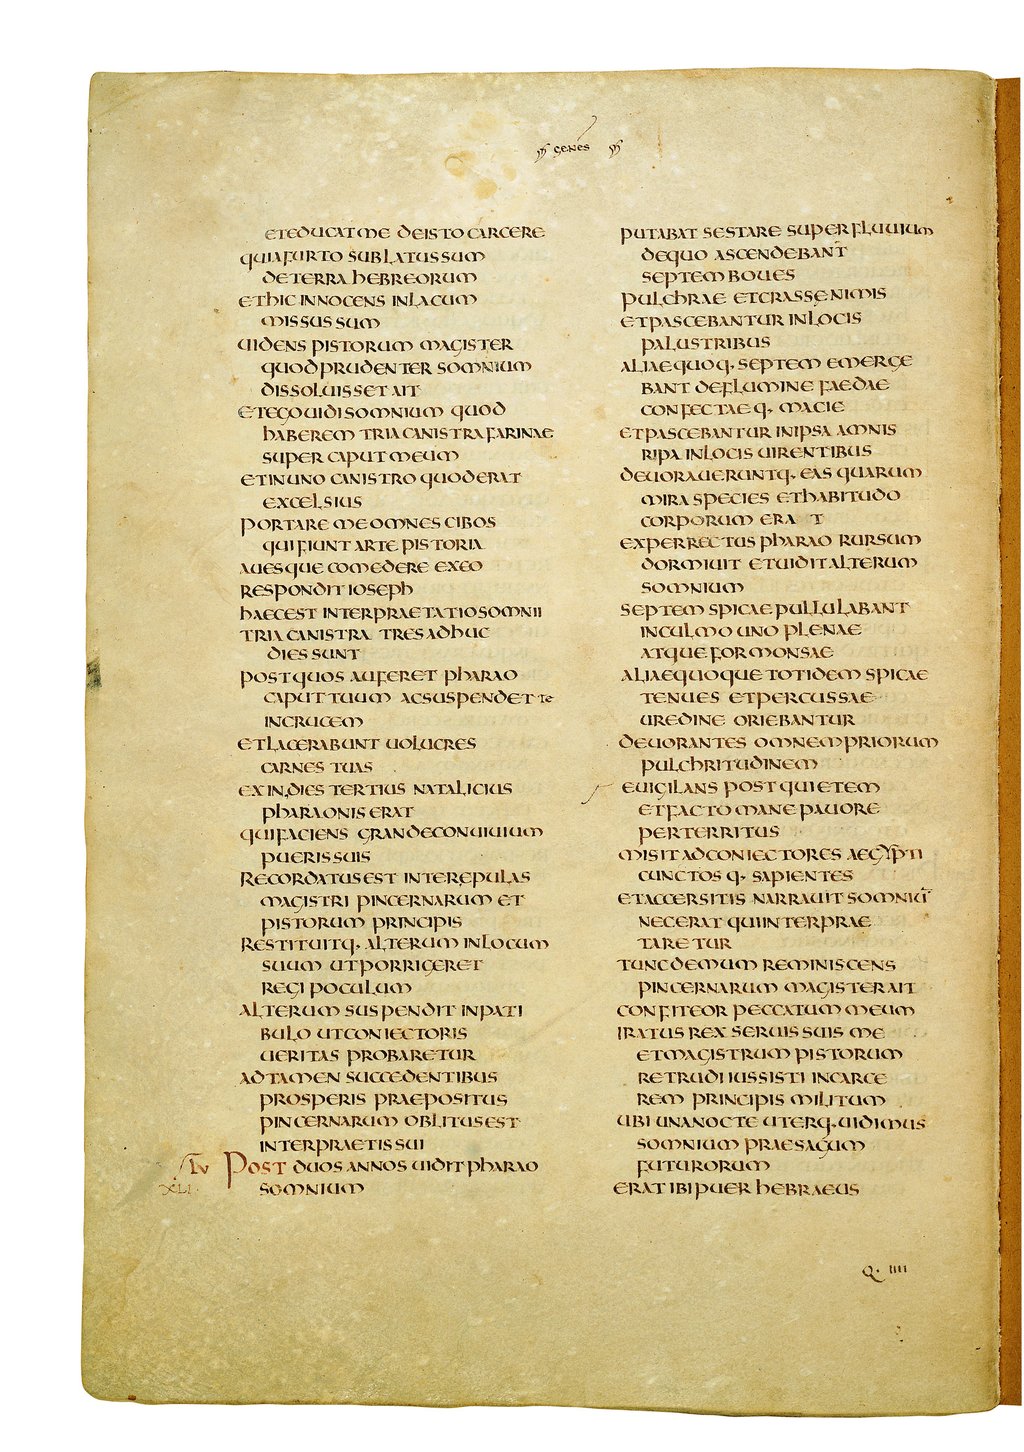 genes
et educat me de isto carcere
quia furto sublatus sum
de terra hebreorum
et hic innocens in lacum
missus sum
uidens pistorum magister
quod prudenter somnium
dissoluisset ait
et ego uidi somnium quod
haberem tria canistra farinae
super caput meum
et in uno canistro quod erat
excelsius
portare me omnes cibos
qui fiunt arte pistoria
auesque comedere ex eo
respondit ioseph
haec est interpraetatio somnii
tria canistra tres adhuc
dies sunt
post quos auferet pharao
caput tuum ac suspendet te
in crucem
et lacerabunt uolucres
carnes tuas
exin dies tertius natalicius
pharaonis erat
qui faciens grande conuiuium
pueris suis
recordatus est inter epulas
magistri pincernarum et
pistorum principis
restituitq· alterum in locum
suum ut porrigeret
regi poculum
alterum suspendit in pati
bulo ut coniectoris
ueritas probaretur
ad tamen succedentibus
prosperis praepositus
pincernarum oblitus est
interpraetis sui
lv Post duos annos uidit pharao
xli somnium
putabat se stare super fluuium
de quo ascendebant
septem boues
pulchrae et crasse nimis
et pascebantur in locis
palustribus
aliae quoq· septem emerge
bant de flumine faedae
confectaeq· macie
et pascebantur in ipsa amnis
ripa in locis uirentibus
deuoraueruntq· eas quarum
mira species et habitudo
corporum era t
experrectus pharao rursum
dormiuit et uidit alterum
somnium
septem spicae pullulabant
in culmo uno plenae
atque formonsae
aliae quoque totidem spicae
tenues et percussae
uredine oriebantur
deuorantes omnem priorum
pulchritudinem
euigilans post quietem
et facto mane pauore
perterritus
misit ad coniectores aegypti
cunctosq· sapientes
et accersitis narrauit somniū
nec erat qui interprae
taretur
tunc demum reminiscens
pincernarum magister ait
confiteor peccatum meum
iratus rex seruis suis me
et magistrum pistorum
retrudi iussisti in carce
rem principis militum
ubi una nocte uterq· uidimus
somnium praesagum
futurorum
erat ibi puer hebraeus
Q· IIII